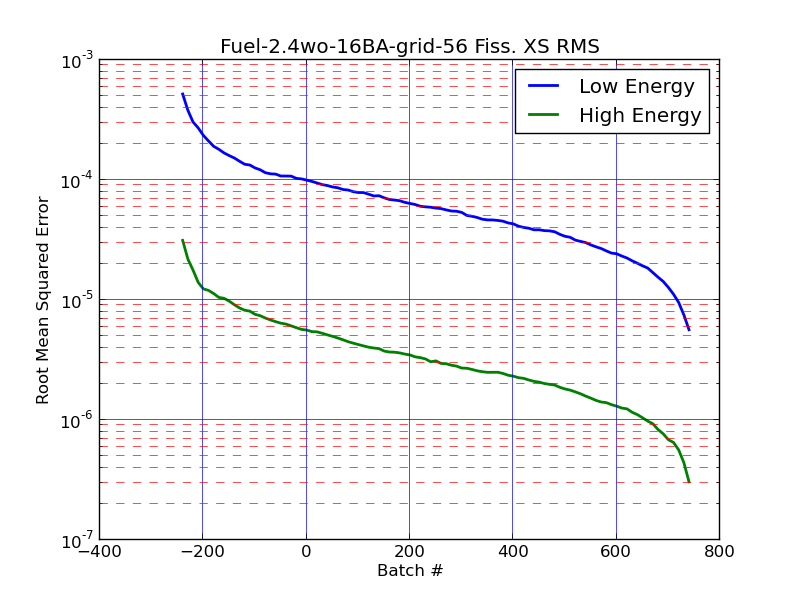 Fuel-2.4wo-16BA-grid-56 Fiss. XS RMS
Low Energy
High Energy
Root Mean Squared Error
10^-3
10^-4
10^-5
10^-6
10^-7
−400 −200 0 200 400 600 800
Batch #